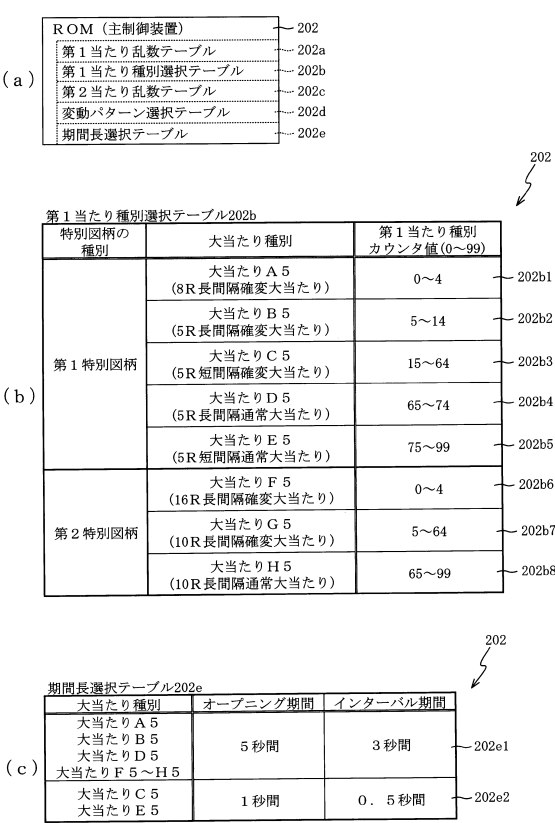 (a)
ROM(主制御装置) 202
第1当たり乱数テーブル 202a
第1当たり種別選択テーブル 202b
第2当たり乱数テーブル 202c
変動パターン選択テーブル 202d
期間長選択テーブル 202e
202
(b)
第1当たり種別選択テーブル202b
特別図柄の
種別
大当たり種別
第1当たり種別
カウンタ値(0~99)
第1特別図柄
大当たりA5
(8R長間隔確変大当たり)
0~4
202b1
大当たりB5
(5R長間隔確変大当たり)
5~14
202b2
大当たりC5
(5R短間隔確変大当たり)
15~64
202b3
大当たりD5
(5R長間隔通常大当たり)
65~74
202b4
大当たりE5
(5R短間隔通常大当たり)
75~99
202b5
第2特別図柄
大当たりF5
(16R長間隔確変大当たり)
0~4
202b6
大当たりG5
(10R長間隔確変大当たり)
5~64
202b7
大当たりH5
(10R長間隔通常大当たり)
65~99
202b8
202
(c)
期間長選択テーブル202e
大当たり種別 オープニング期間 インターバル期間
大当たりA5
大当たりB5
大当たりD5
大当たりF5~H5
5秒間
3秒間
202e1
大当たりC5
大当たりE5
1秒間
0.5秒間
202e2